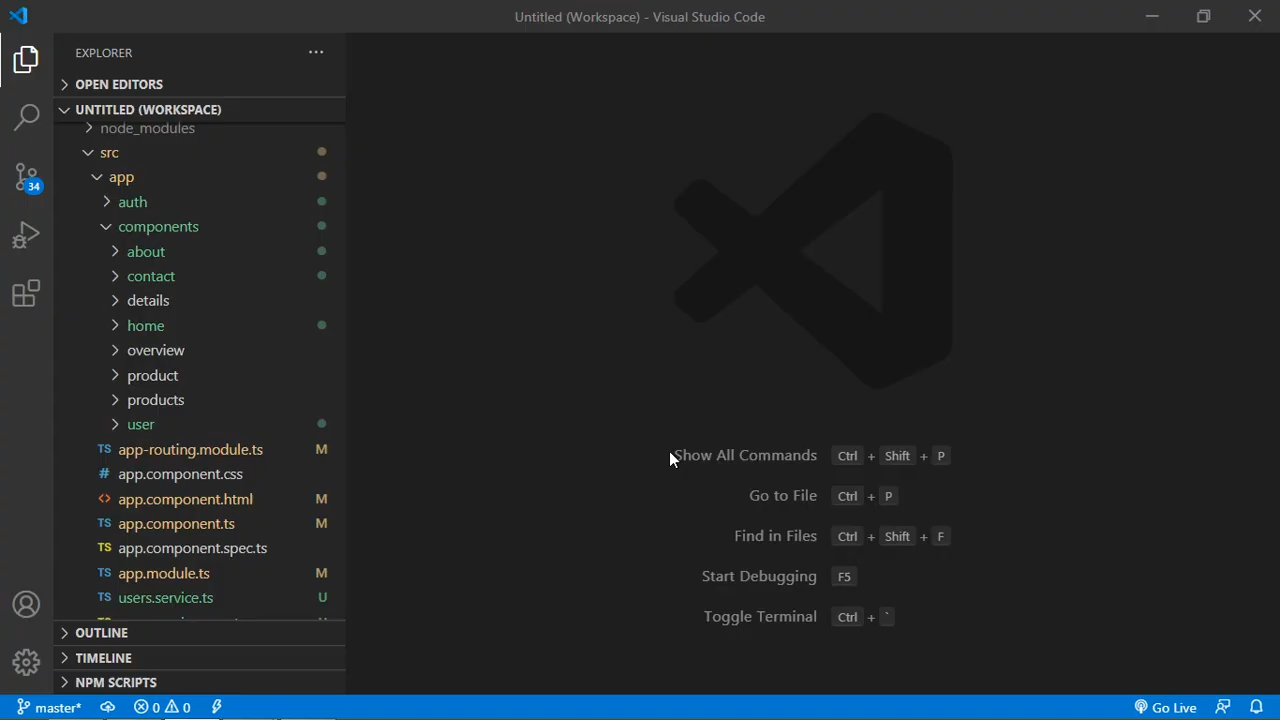 Untitled (Workspace) - Visual Studio Code
EXPLORER
OPEN EDITORS
UNTITLED (WORKSPACE)
node_modules
src
app
auth
components
about
contact
details
home
overview
product
products
user
TS app-routing.module.ts M
# app.component.css
<> app.component.html M
TS app.component.ts M
TS app.component.spec.ts
TS app.module.ts M
TS users.service.ts U
OUTLINE
TIMELINE
NPM SCRIPTS
34
Show All Commands Ctrl + Shift + P
Go to File Ctrl + P
Find in Files Ctrl + Shift + F
Start Debugging F5
Toggle Terminal Ctrl + `
master* 0 0 Go Live